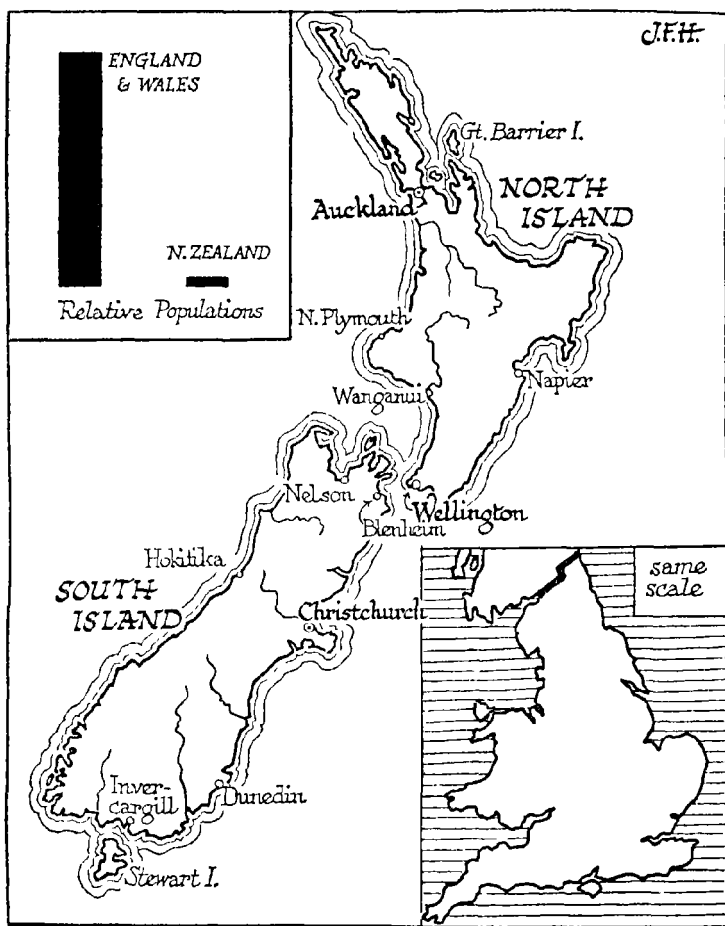 J.F.H.
ENGLAND
& WALES
N. ZEALAND
Relative Populations
Gt. Barrier I.
NORTH
ISLAND
Auckland
N. Plymouth
Wanganui
Napier
Nelson
Wellington
Blenheim
Hokitika
SOUTH
ISLAND
Christchurch
same
scale
Inver-
cargill
Dunedin
Stewart I.